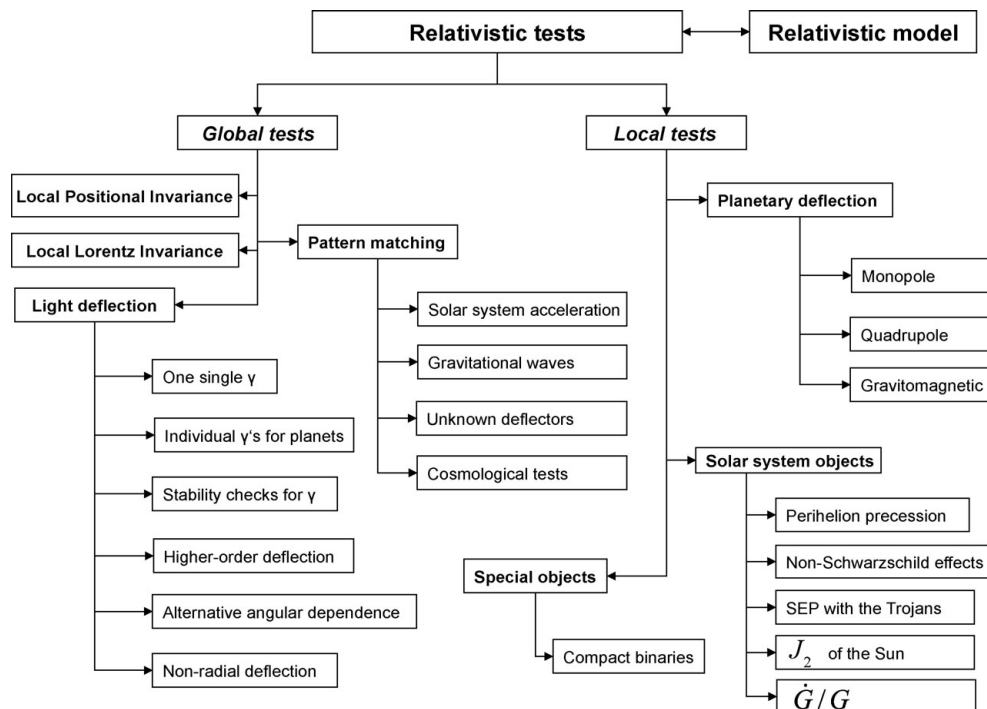 Relativistic tests
Relativistic model
Global tests
Local tests
Local Positional Invariance
Local Lorentz Invariance
Light deflection
One single γ
Individual γ's for planets
Stability checks for γ
Higher-order deflection
Alternative angular dependence
Non-radial deflection
Pattern matching
Solar system acceleration
Gravitational waves
Unknown deflectors
Cosmological tests
Planetary deflection
Monopole
Quadrupole
Gravitomagnetic
Solar system objects
Perihelion precession
Non-Schwarzschild effects
SEP with the Trojans
J₂ of the Sun
Ġ/G
Special objects
Compact binaries